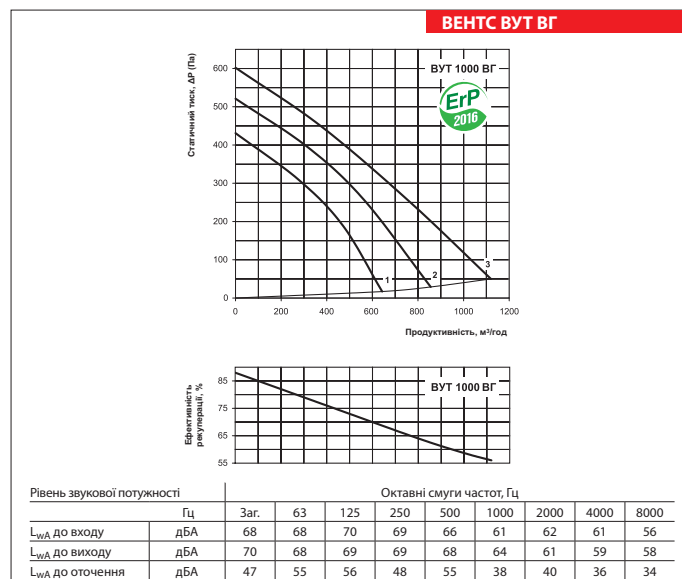 ВЕНТС ВУТ ВГ
Статичний тиск, ΔP (Па)
600
500
400
300
200
100
0
ВУТ 1000 ВГ
ErP
2016
1
2
3
0 200 400 600 800 1000 1200
Продуктивність, м³/год
Ефективність
рекуперації, %
85
75
65
55
ВУТ 1000 ВГ
Рівень звукової потужності Октавні смуги частот, Гц
Гц Заг. 63 125 250 500 1000 2000 4000 8000
LwA до входу дБА 68 68 70 69 66 61 62 61 56
LwA до виходу дБА 70 68 69 69 68 64 61 59 58
LwA до оточення дБА 47 55 56 48 55 38 40 36 34